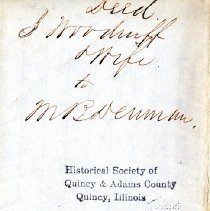 Deed
J Woodruff
& Wife
to
M B Denman.
Historical Society of
Quincy & Adams County
Quincy, Illinois